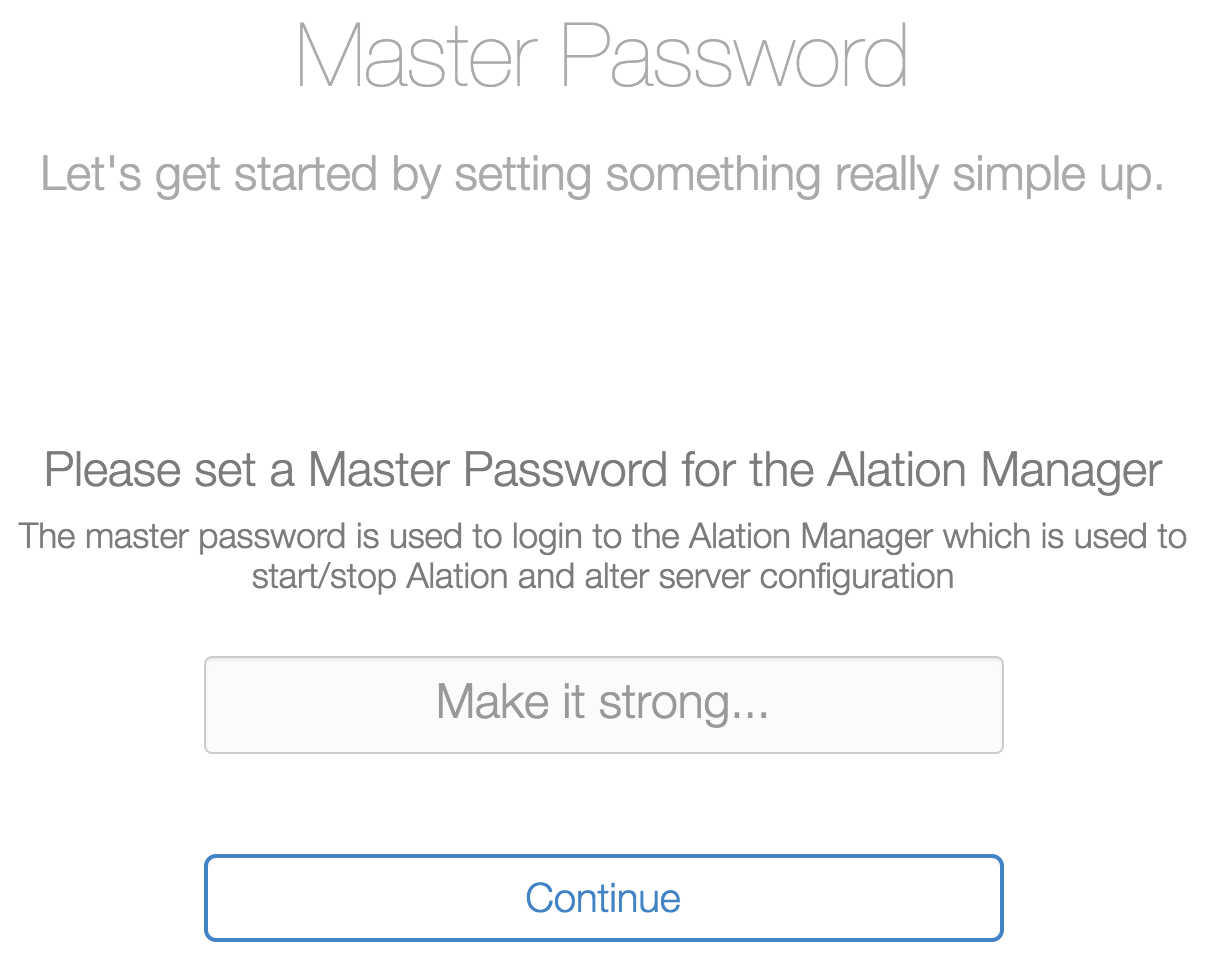 Master Password
Let's get started by setting something really simple up.
Please set a Master Password for the Alation Manager
The master password is used to login to the Alation Manager which is used to
start/stop Alation and alter server configuration
Make it strong...
Continue